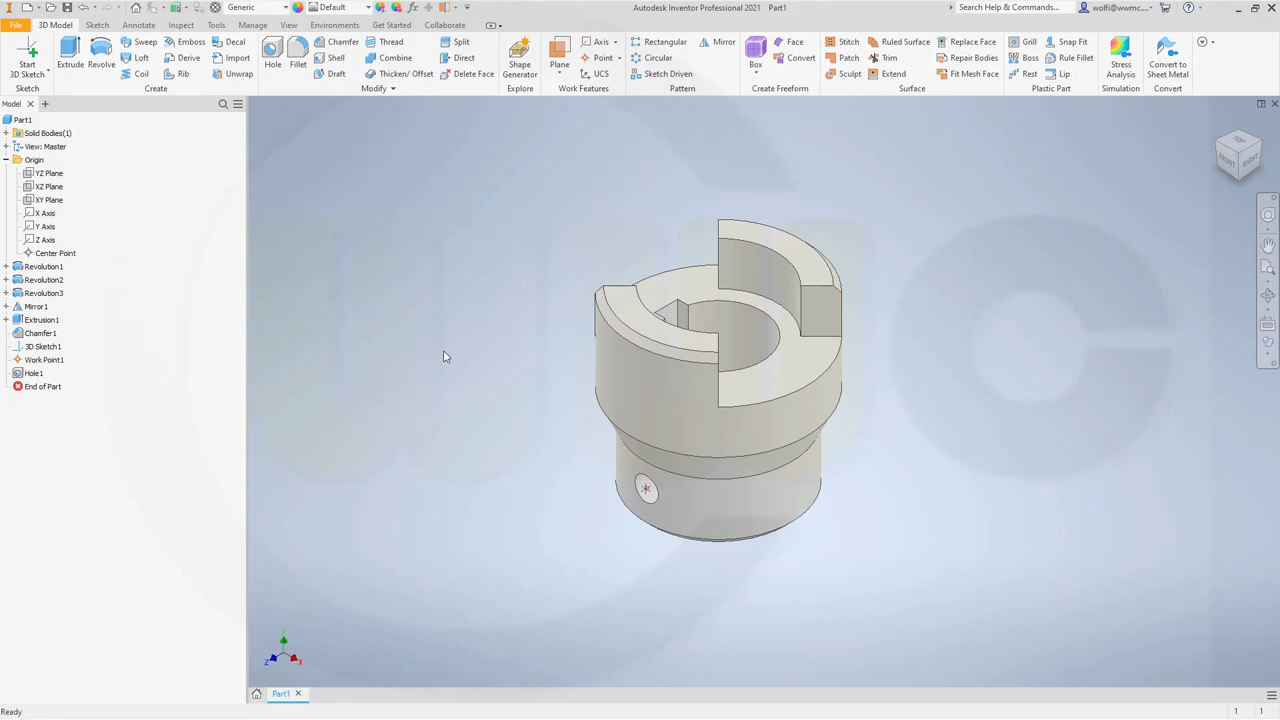 Generic Default Autodesk Inventor Professional 2021 Part1 Search Help & Commands... wolfi@wwmc...
File 3D Model Sketch Annotate Inspect Tools Manage View Environments Get Started Collaborate
Start
3D Sketch
Sketch
Extrude
Revolve
Sweep
Loft
Coil
Emboss
Derive
Rib
Decal
Import
Unwrap
Create
Hole
Fillet
Chamfer
Shell
Draft
Thread
Combine
Thicken/ Offset
Split
Direct
Delete Face
Modify
Shape
Generator
Explore
Plane
Axis
Point
UCS
Work Features
Rectangular
Circular
Sketch Driven
Mirror
Pattern
Box
Face
Convert
Create Freeform
Stitch
Patch
Sculpt
Ruled Surface
Trim
Extend
Replace Face
Repair Bodies
Fit Mesh Face
Surface
Grill
Boss
Rest
Snap Fit
Rule Fillet
Lip
Plastic Part
Stress
Analysis
Simulation
Convert to
Sheet Metal
Convert
Model
Part1
Solid Bodies(1)
View: Master
Origin
YZ Plane
XZ Plane
XY Plane
X Axis
Y Axis
Z Axis
Center Point
Revolution1
Revolution2
Revolution3
Mirror1
Extrusion1
Chamfer1
3D Sketch1
Work Point1
Hole1
End of Part
TOP
FRONT
RIGHT
Z X
Part1
Ready 1 1